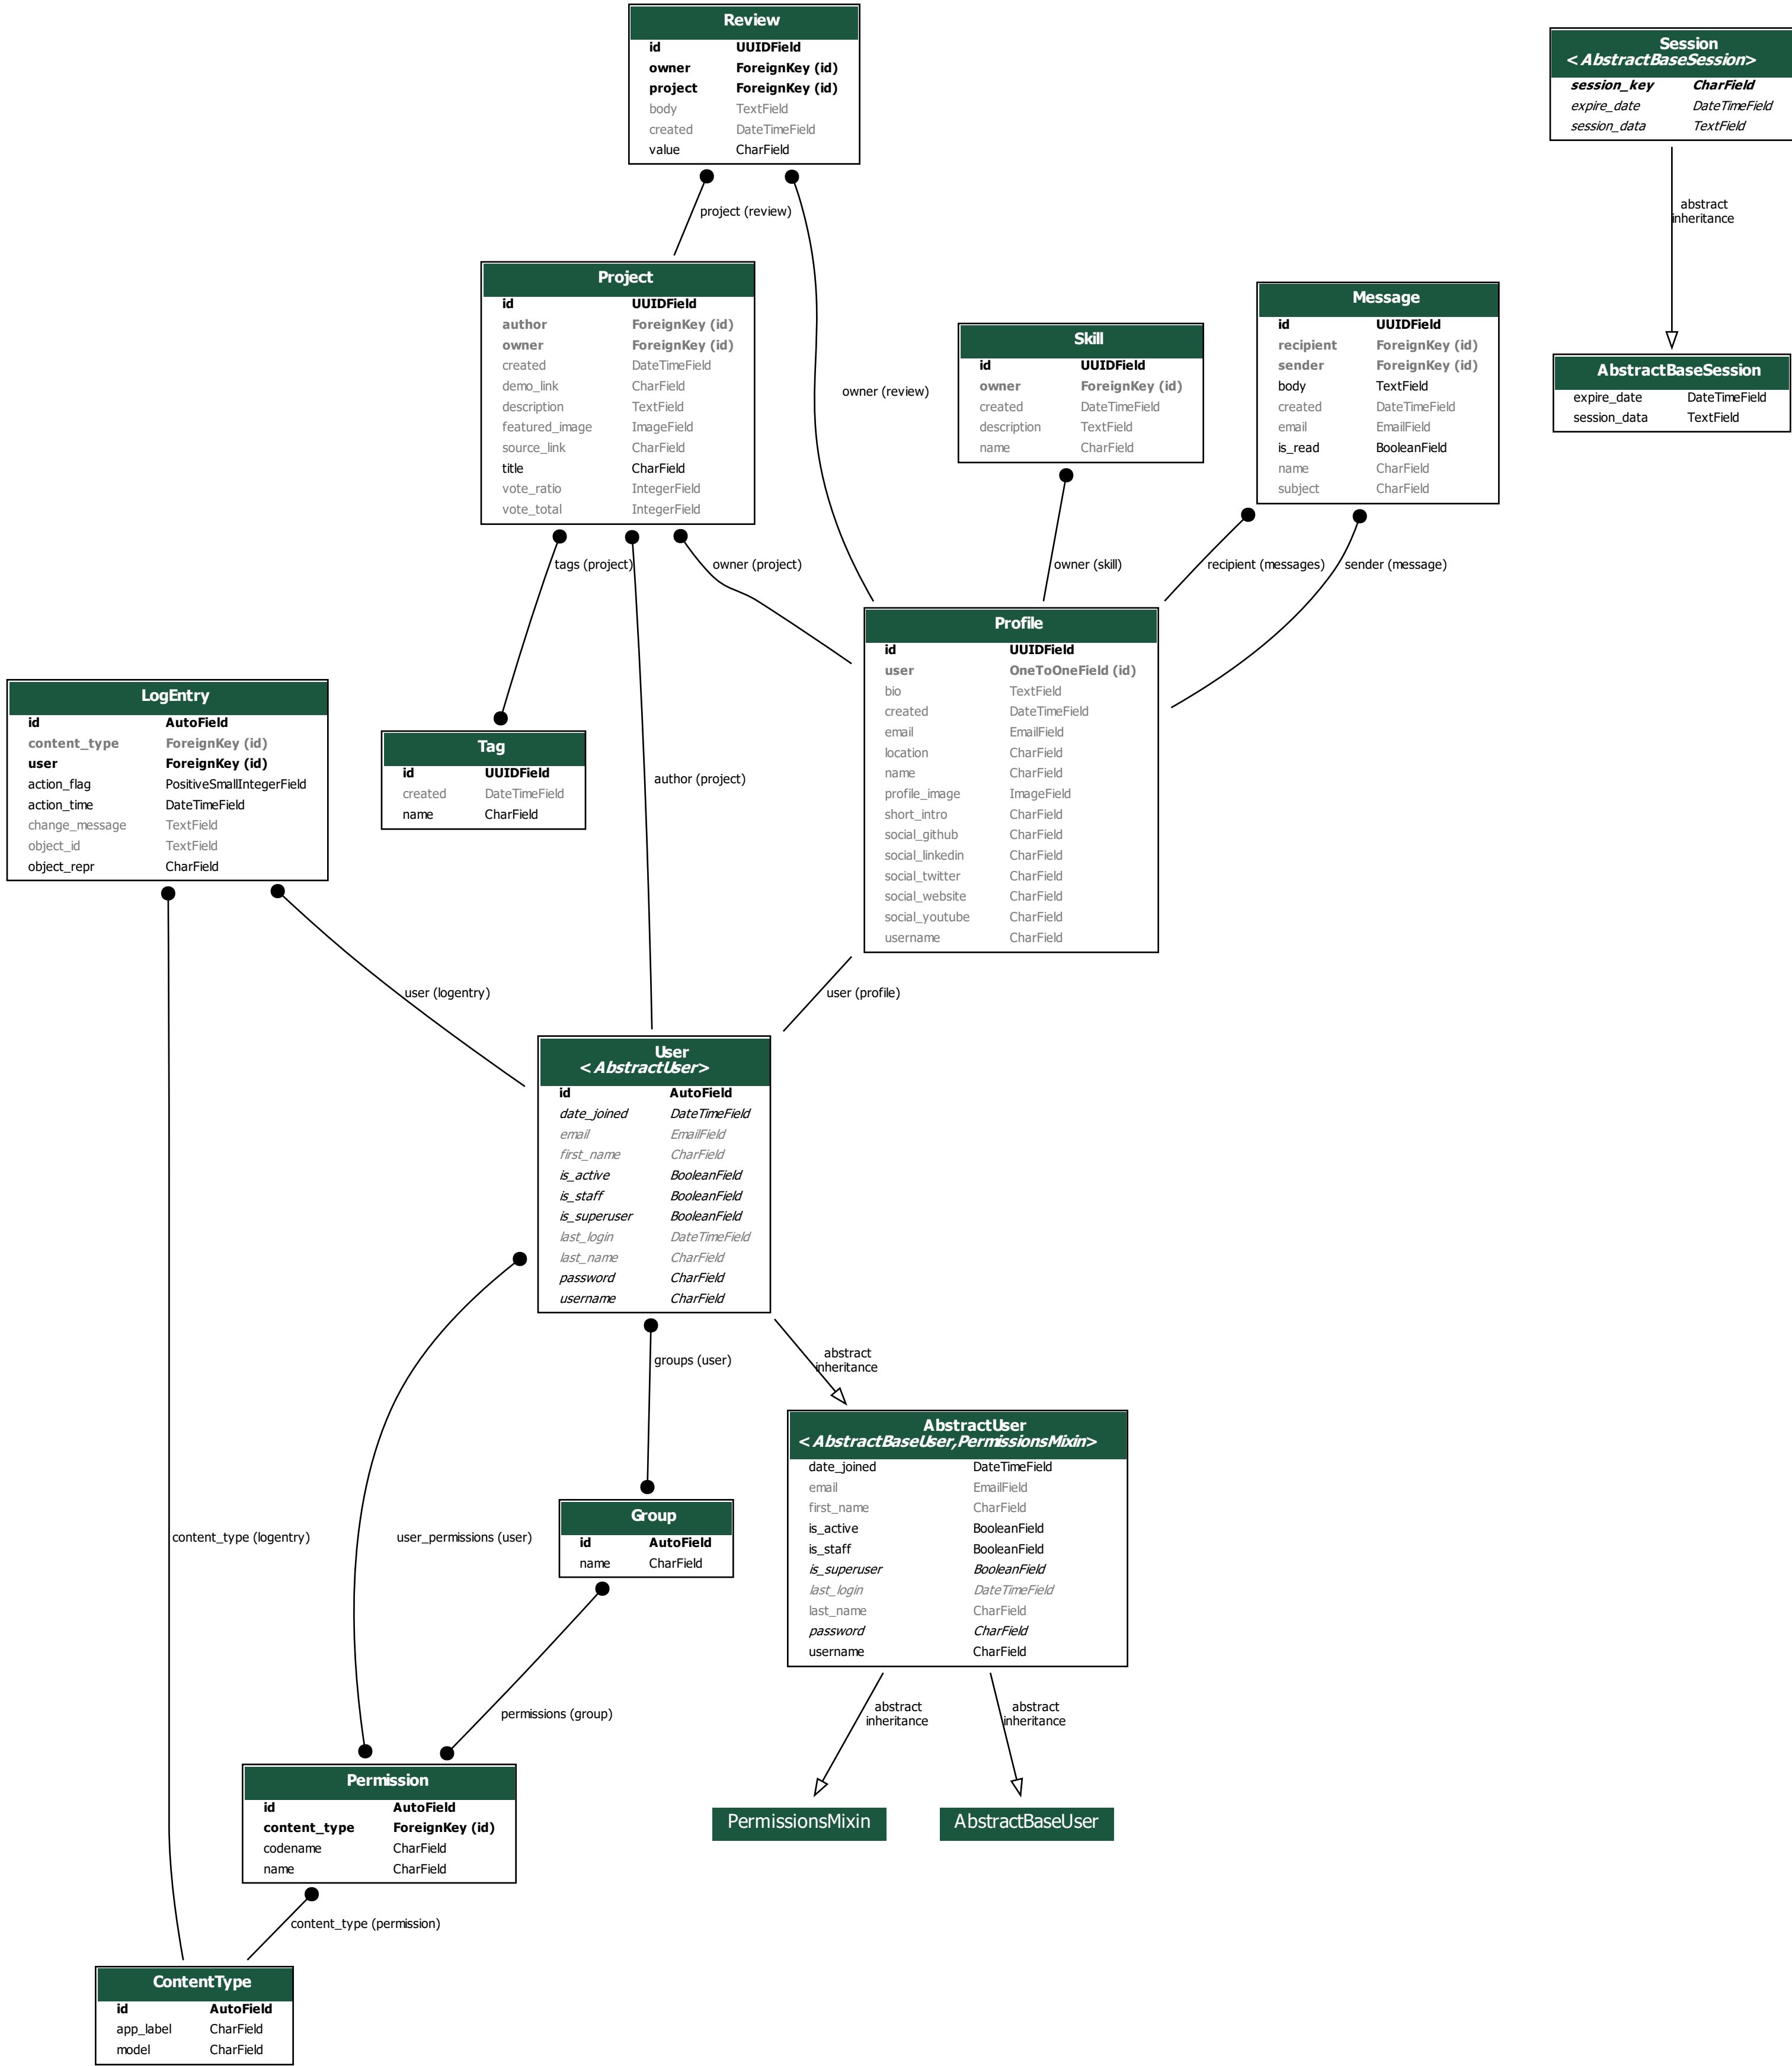 Review
id UUIDField
owner ForeignKey (id)
project ForeignKey (id)
body TextField
created DateTimeField
value CharField
Session
<AbstractBaseSession>
session_key CharField
expire_date DateTimeField
session_data TextField
project (review)
abstract
inheritance
owner (review)
Project
id UUIDField
author ForeignKey (id)
owner ForeignKey (id)
created DateTimeField
demo_link CharField
description TextField
featured_image ImageField
source_link CharField
title CharField
vote_ratio IntegerField
vote_total IntegerField
Skill
id UUIDField
owner ForeignKey (id)
created DateTimeField
description TextField
name CharField
Message
id UUIDField
recipient ForeignKey (id)
sender ForeignKey (id)
body TextField
created DateTimeField
email EmailField
is_read BooleanField
name CharField
subject CharField
AbstractBaseSession
expire_date DateTimeField
session_data TextField
tags (project)
owner (project)
owner (skill)
recipient (messages)
sender (message)
LogEntry
id AutoField
content_type ForeignKey (id)
user ForeignKey (id)
action_flag PositiveSmallIntegerField
action_time DateTimeField
change_message TextField
object_id TextField
object_repr CharField
Tag
id UUIDField
created DateTimeField
name CharField
author (project)
Profile
id UUIDField
user OneToOneField (id)
bio TextField
created DateTimeField
email EmailField
location CharField
name CharField
profile_image ImageField
short_intro CharField
social_github CharField
social_linkedin CharField
social_twitter CharField
social_website CharField
social_youtube CharField
username CharField
user (logentry)
user (profile)
User
<AbstractUser>
id AutoField
date_joined DateTimeField
email EmailField
first_name CharField
is_active BooleanField
is_staff BooleanField
is_superuser BooleanField
last_login DateTimeField
last_name CharField
password CharField
username CharField
groups (user)
abstract
inheritance
AbstractUser
<AbstractBaseUser,PermissionsMixin>
date_joined DateTimeField
email EmailField
first_name CharField
is_active BooleanField
is_staff BooleanField
is_superuser BooleanField
last_login DateTimeField
last_name CharField
password CharField
username CharField
content_type (logentry)
user_permissions (user)
Group
id AutoField
name CharField
permissions (group)
abstract
inheritance
abstract
inheritance
Permission
id AutoField
content_type ForeignKey (id)
codename CharField
name CharField
PermissionsMixin
AbstractBaseUser
content_type (permission)
ContentType
id AutoField
app_label CharField
model CharField